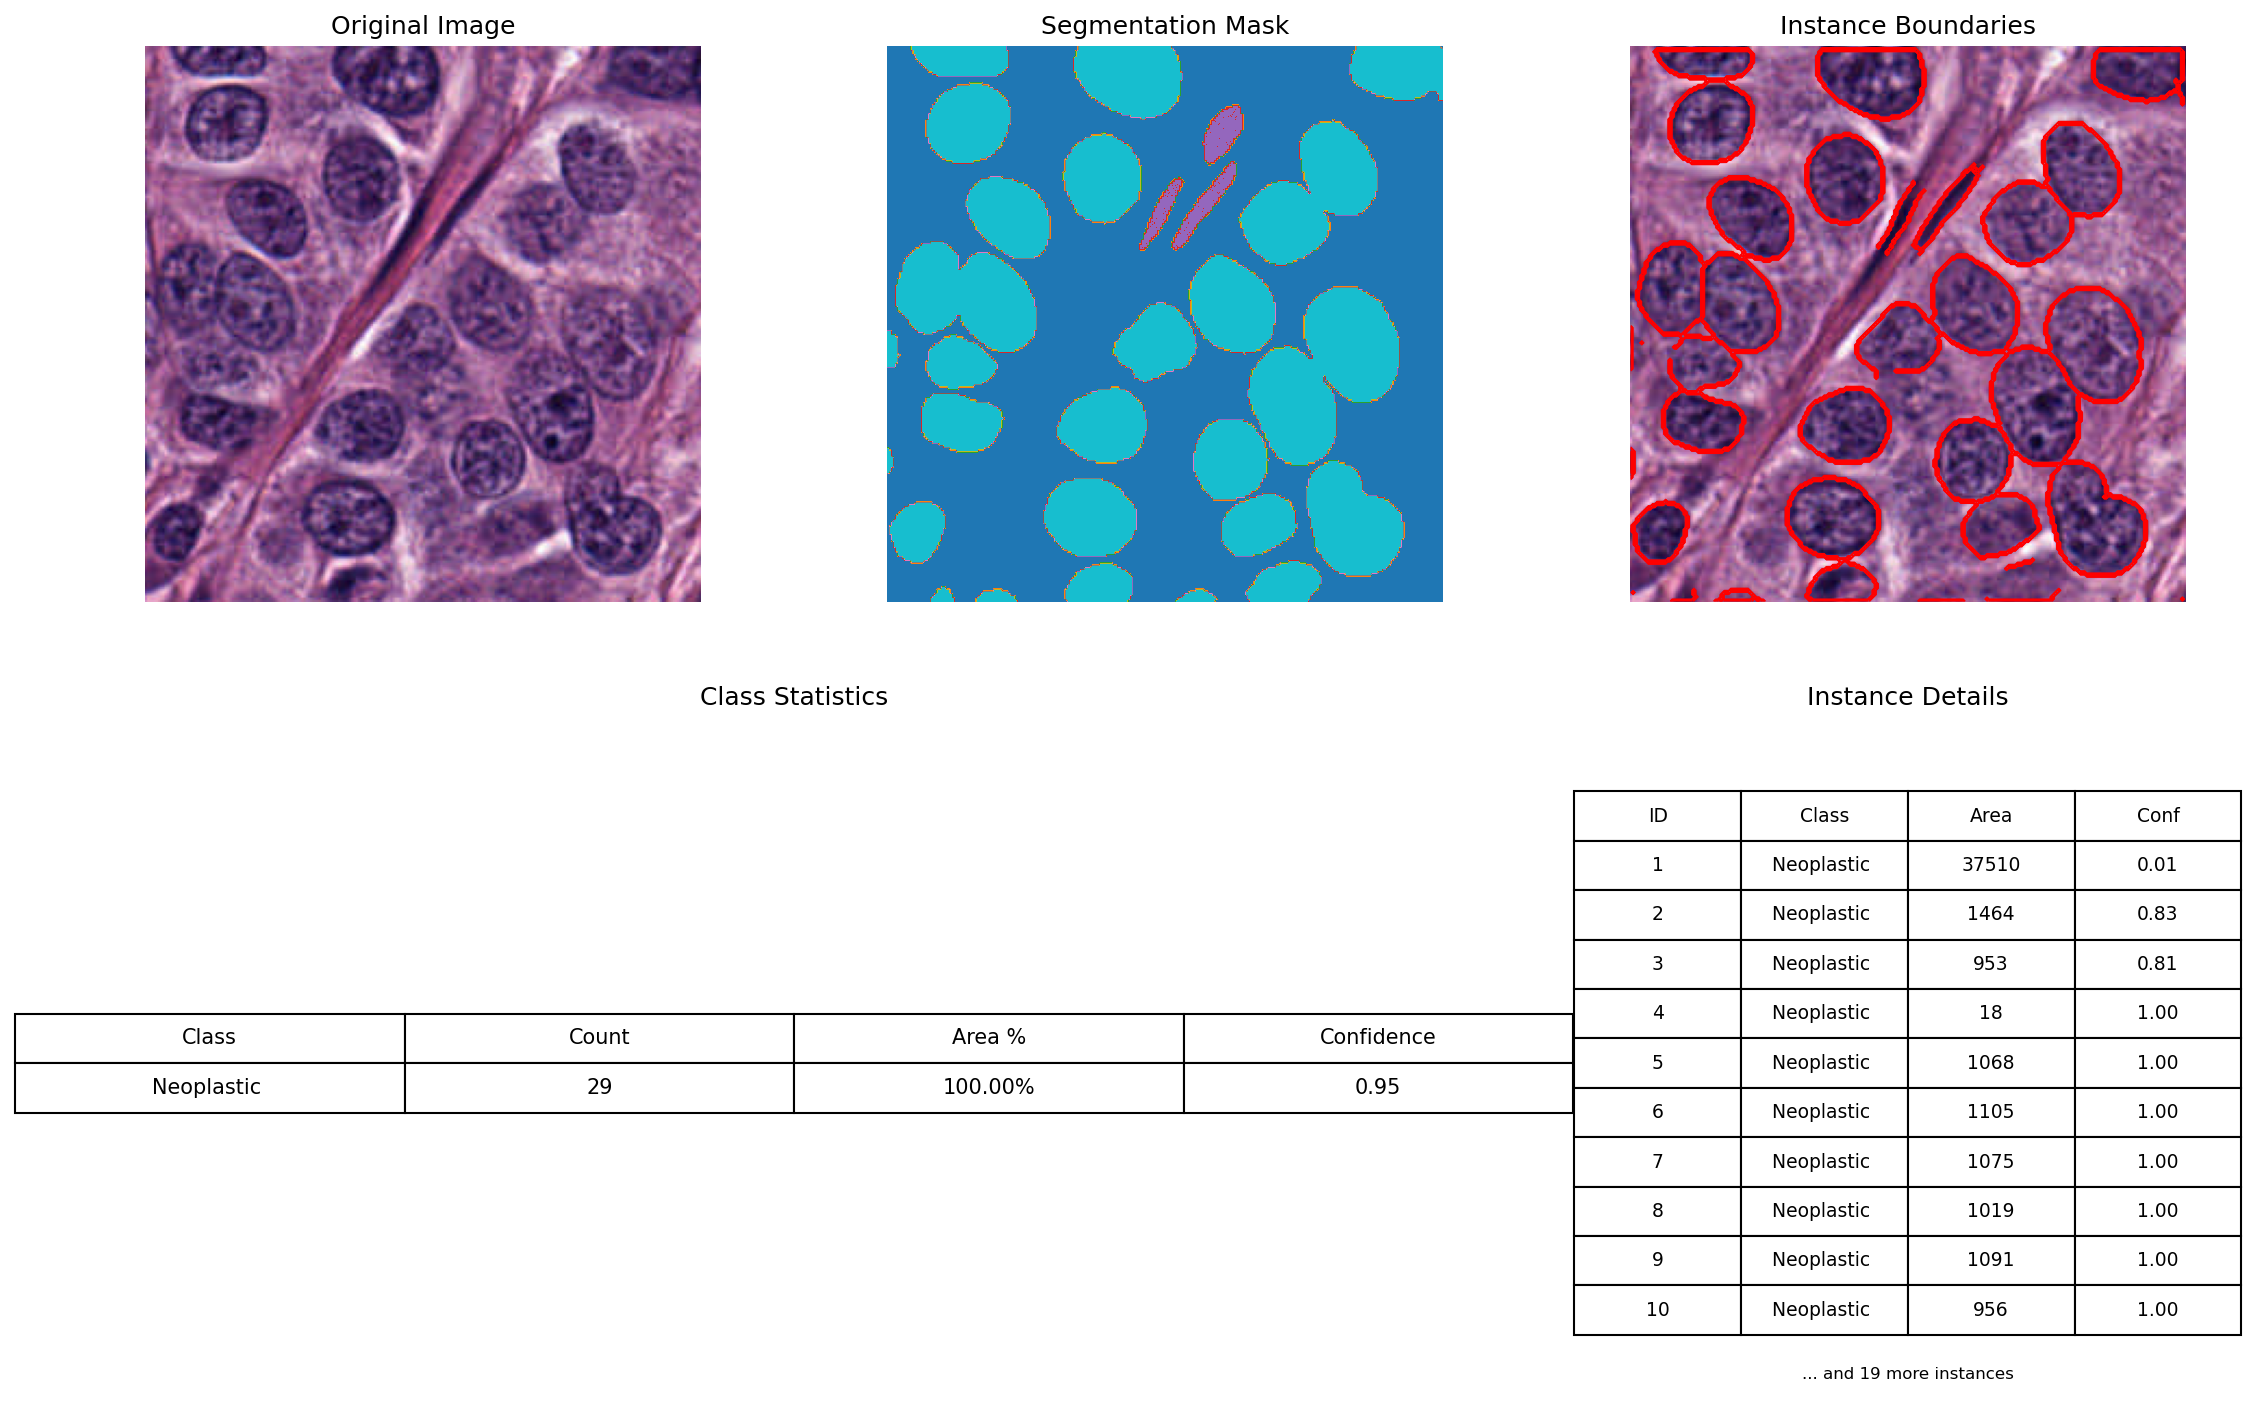 Original Image
Segmentation Mask
Instance Boundaries
Class Statistics
Class Count Area % Confidence
Neoplastic 29 100.00% 0.95
Instance Details
ID Class Area Conf
1 Neoplastic 37510 0.01
2 Neoplastic 1464 0.83
3 Neoplastic 953 0.81
4 Neoplastic 18 1.00
5 Neoplastic 1068 1.00
6 Neoplastic 1105 1.00
7 Neoplastic 1075 1.00
8 Neoplastic 1019 1.00
9 Neoplastic 1091 1.00
10 Neoplastic 956 1.00
... and 19 more instances